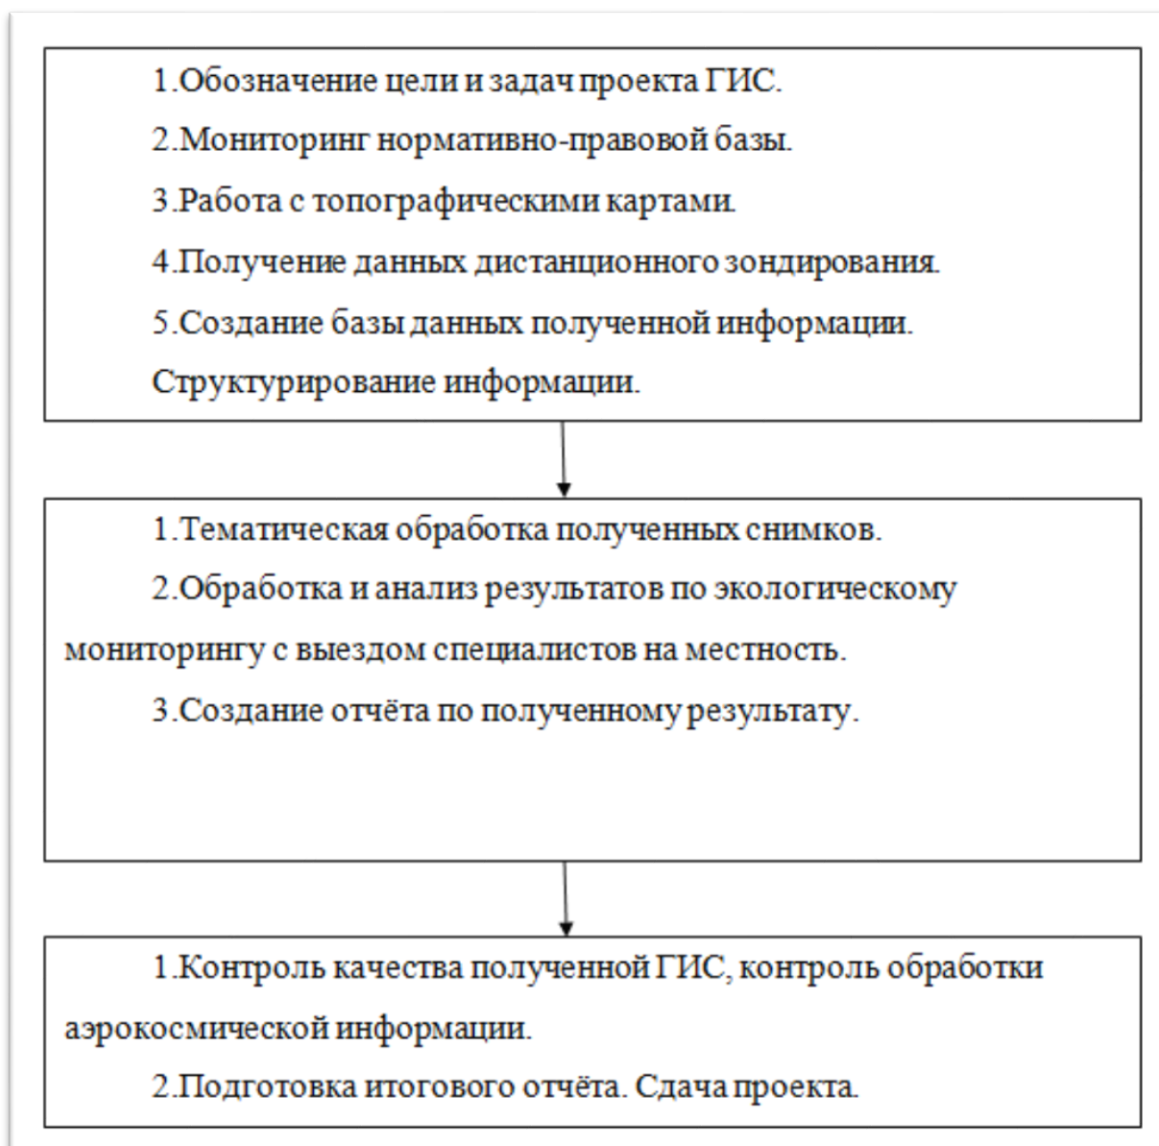 1.Обозначение цели и задач проекта ГИС.
2.Мониторинг нормативно-правовой базы.
3.Работа с топографическими картами.
4.Получение данных дистанционного зондирования.
5.Создание базы данных полученной информации.
Структурирование информации.
1.Тематическая обработка полученных снимков.
2.Обработка и анализ результатов по экологическому
мониторингу с выездом специалистов на местность.
3.Создание отчёта по полученному результату.
1.Контроль качества полученной ГИС, контроль обработки
аэрокосмической информации.
2.Подготовка итогового отчёта. Сдача проекта.